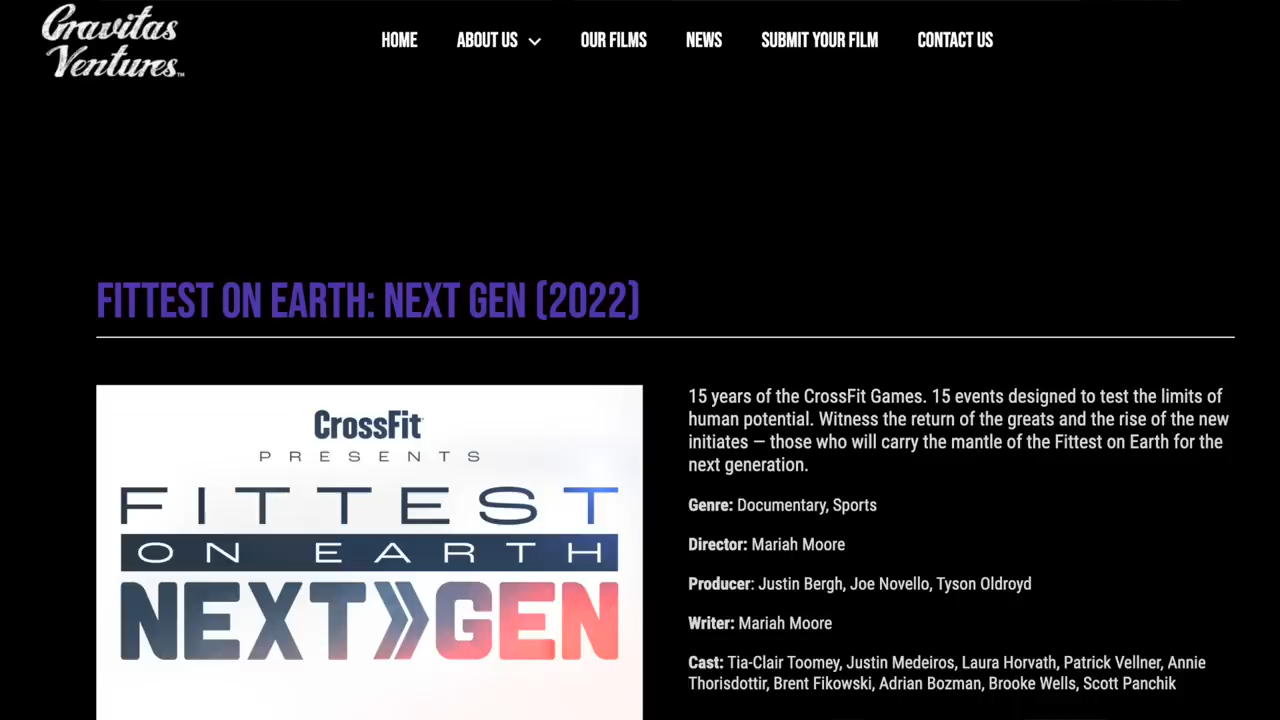 Gravitas
Ventures™
HOME
ABOUT US
OUR FILMS
NEWS
SUBMIT YOUR FILM
CONTACT US
FITTEST ON EARTH: NEXT GEN (2022)
CrossFit
PRESENTS
FITTEST
ON EARTH
NEXT GEN
15 years of the CrossFit Games. 15 events designed to test the limits of
human potential. Witness the return of the greats and the rise of the new
initiates – those who will carry the mantle of the Fittest on Earth for the
next generation.
Genre: Documentary, Sports
Director: Mariah Moore
Producer: Justin Bergh, Joe Novello, Tyson Oldroyd
Writer: Mariah Moore
Cast: Tia-Clair Toomey, Justin Medeiros, Laura Horvath, Patrick Vellner, Annie
Thorisdottir, Brent Fikowski, Adrian Bozman, Brooke Wells, Scott Panchik